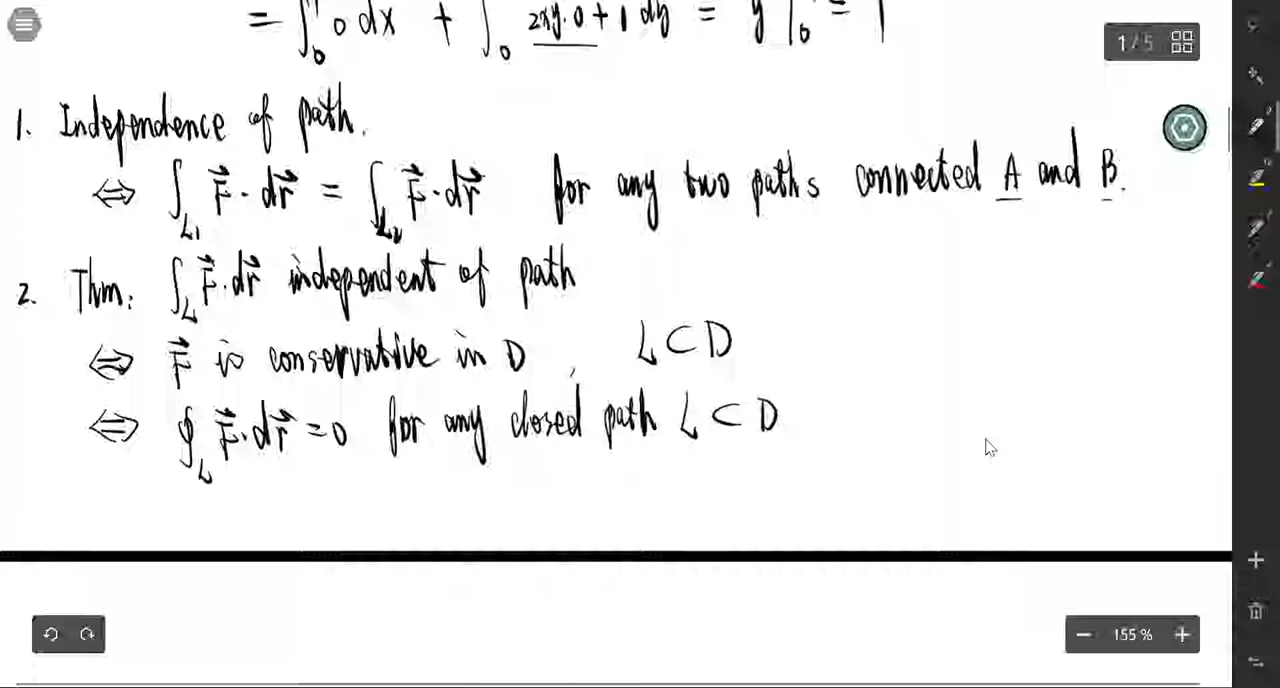 = ∫₀¹ 0 dx + ∫₀ 2xy·0 + 1 dy = y |₀ = 1
1 / 5
1. Independence of path.
⇔ ∫_{L₁} F⃗ · dr⃗ = ∫_{L₂} F⃗ · dr⃗ for any two paths connected A and B.
2. Thm: ∫_L F⃗ · dr⃗ independent of path
⇔ F⃗ is conservative in D , L ⊂ D
⇔ ∮_L F⃗ · dr⃗ = 0 for any closed path L ⊂ D
155 %